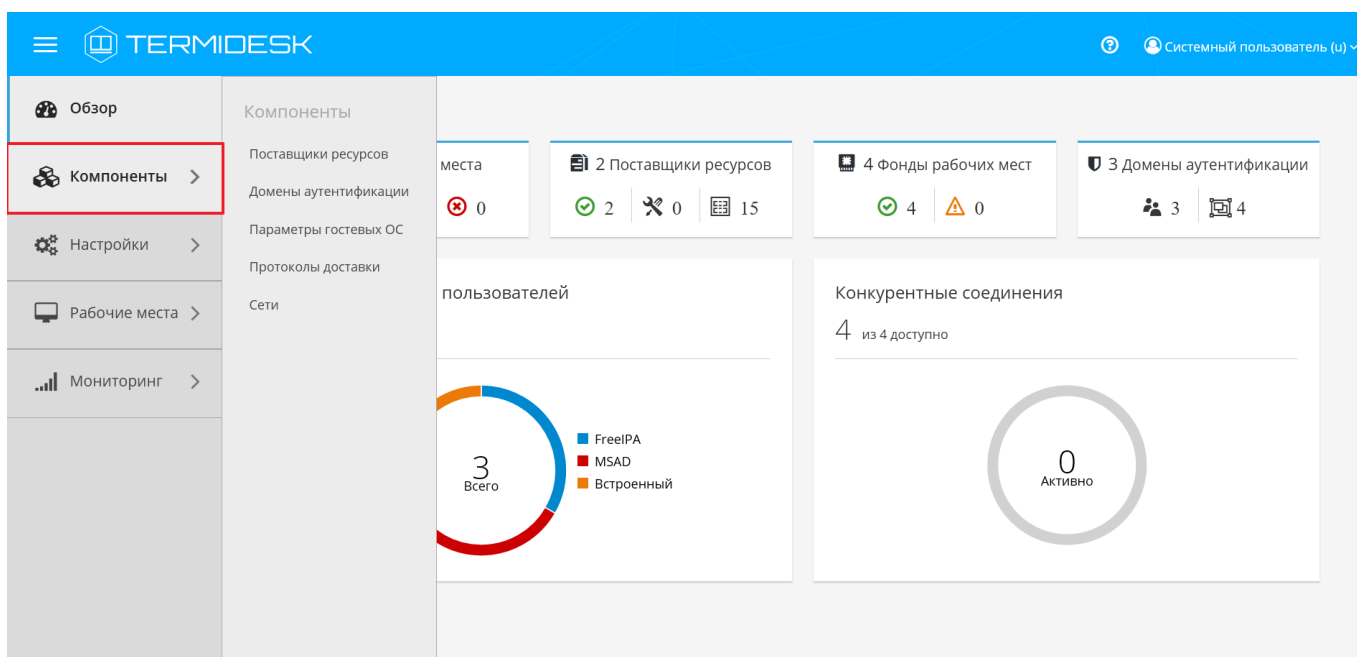 TERMIDESK
Системный пользователь (u)
Обзор
Компоненты
Настройки
Рабочие места
Мониторинг
Компоненты
Поставщики ресурсов
Домены аутентификации
Параметры гостевых ОС
Протоколы доставки
Сети
места
0
2 Поставщики ресурсов
2 0 15
4 Фонды рабочих мест
4 0
3 Домены аутентификации
3 4
пользователей
3
Всего
FreeIPA
MSAD
Встроенный
Конкурентные соединения
4 из 4 доступно
0
Активно